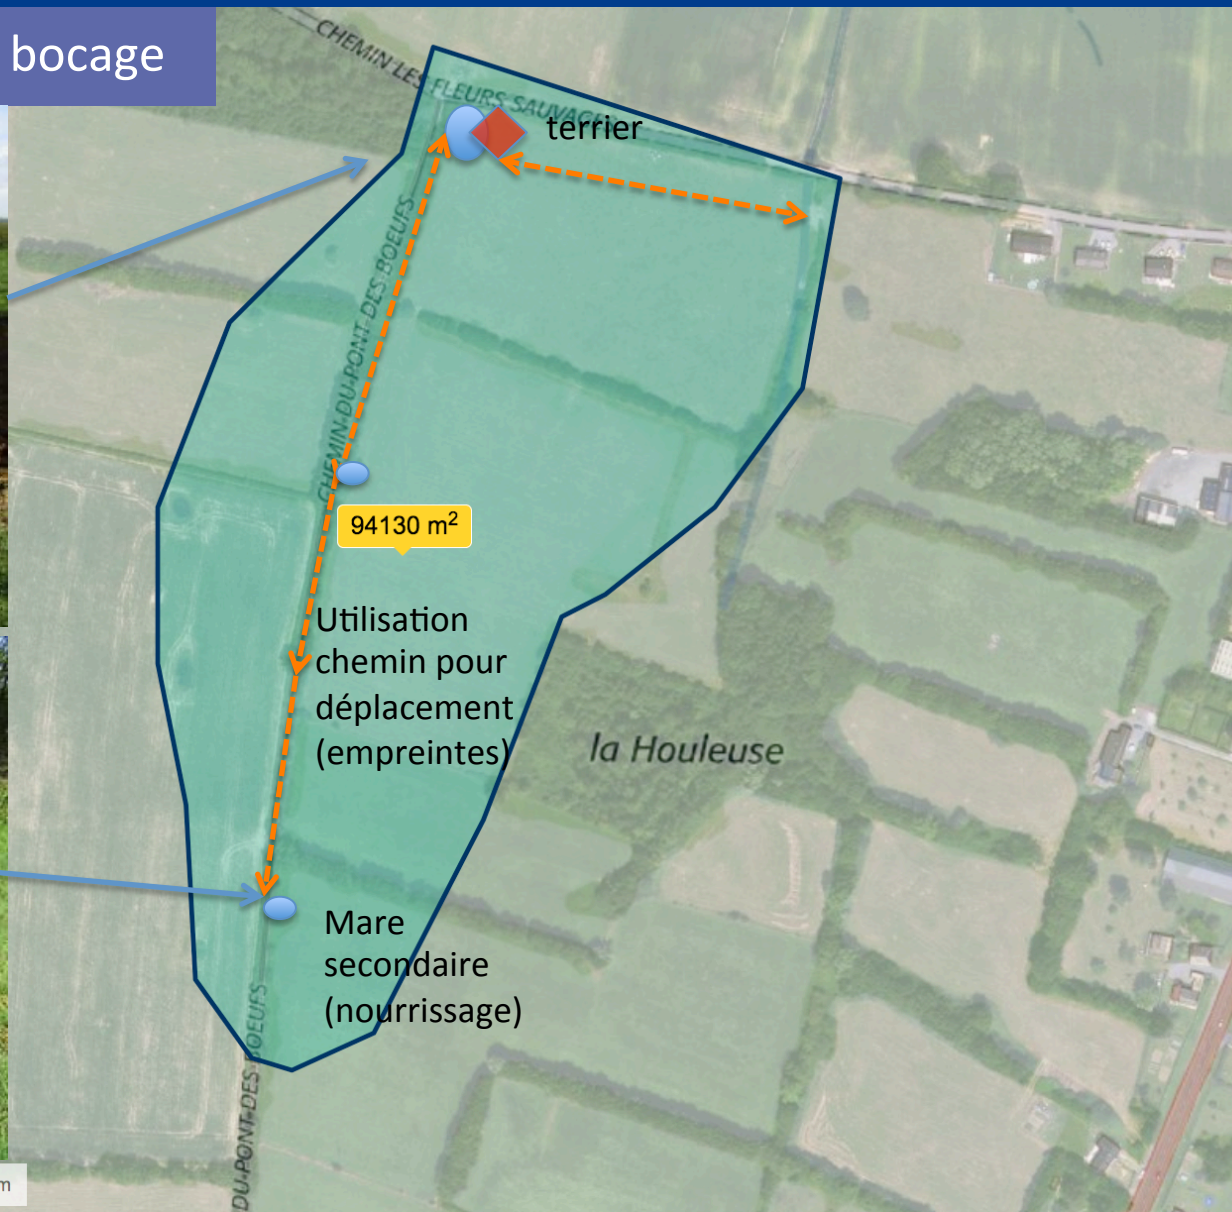 bocage
CHEMIN LES FLEURS SAUVAGES
terrier
CHEMIN-DU-PONT-DES-BOEUFS
94130 m²
Utilisation
chemin pour
déplacement
(empreintes)
la Houleuse
Mare
secondaire
(nourrissage)
DU-PONT-DES-BOEUFS
m